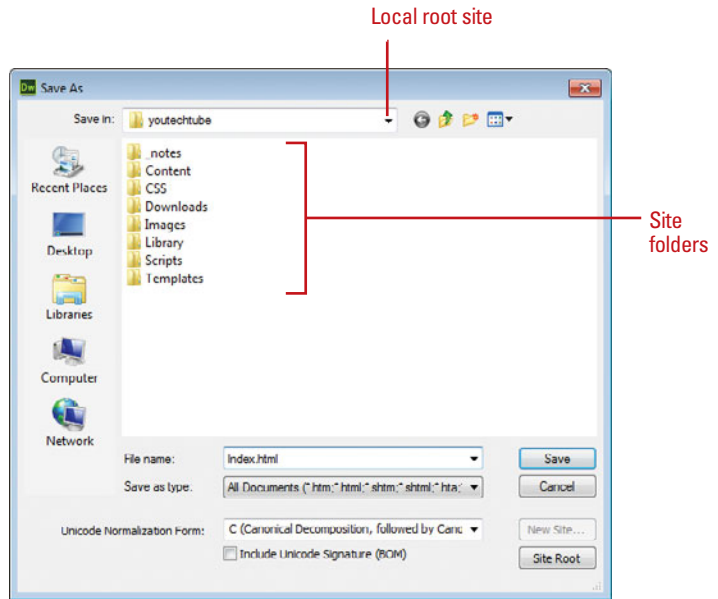 Local root site
Dw Save As
Save in: youtechtube
_notes
Content
CSS
Downloads
Images
Library
Scripts
Templates
Recent Places
Desktop
Libraries
Computer
Network
Site
folders
File name: Index.html Save
Save as type: All Documents (*.htm;*.html;*.shtm;*.shtml;*.hta; Cancel
Unicode Normalization Form: C (Canonical Decomposition, followed by Canc New Site...
Include Unicode Signature (BOM) Site Root